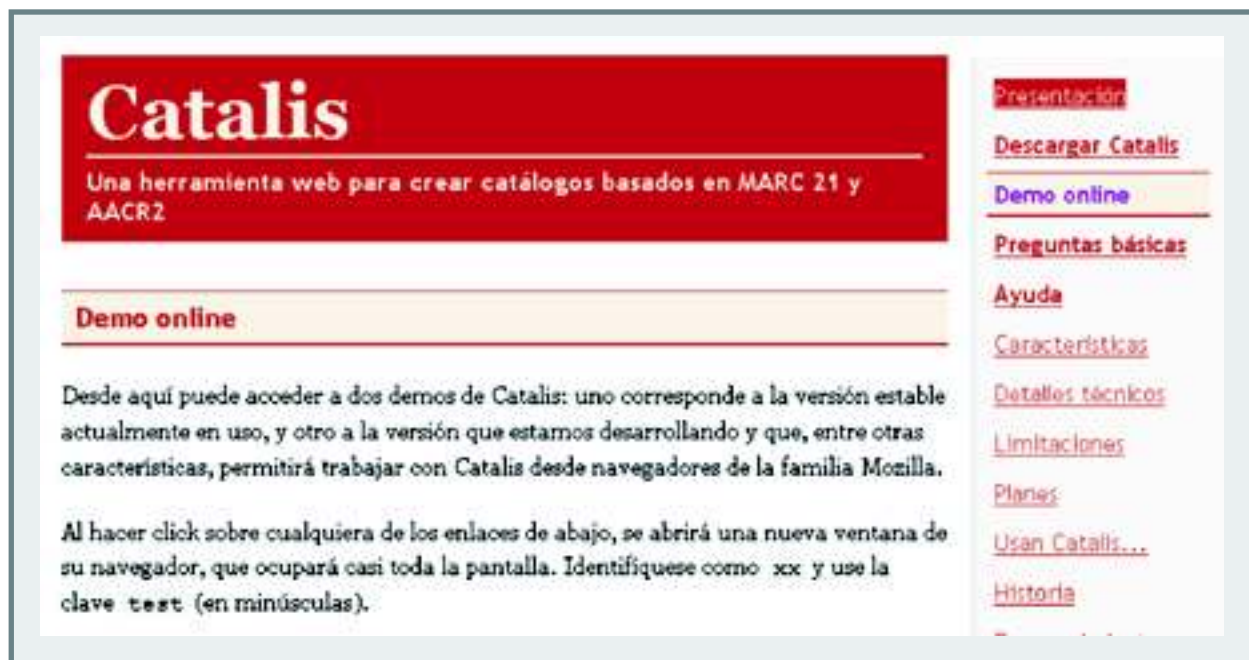 Catalis
Una herramienta web para crear catálogos basados en MARC 21 y
AACR2
Demo online
Desde aquí puede acceder a dos demos de Catalis: uno corresponde a la versión estable
actualmente en uso, y otro a la versión que estamos desarrollando y que, entre otras
características, permitirá trabajar con Catalis desde navegadores de la familia Mozilla.
Al hacer click sobre cualquiera de los enlaces de abajo, se abrirá una nueva ventana de
su navegador, que ocupará casi toda la pantalla. Identifíquese como xx y use la
clave test (en minúsculas).
Presentación
Descargar Catalis
Demo online
Preguntas básicas
Ayuda
Características
Detalles técnicos
Limitaciones
Planes
Usan Catalis...
Historia